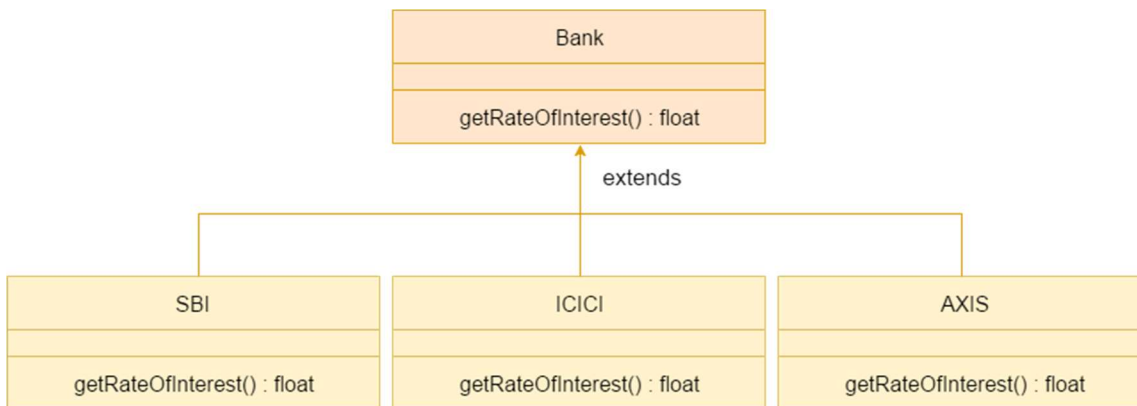 Bank
getRateOfInterest() : float
extends
SBI
ICICI
AXIS
getRateOfInterest() : float
getRateOfInterest() : float
getRateOfInterest() : float